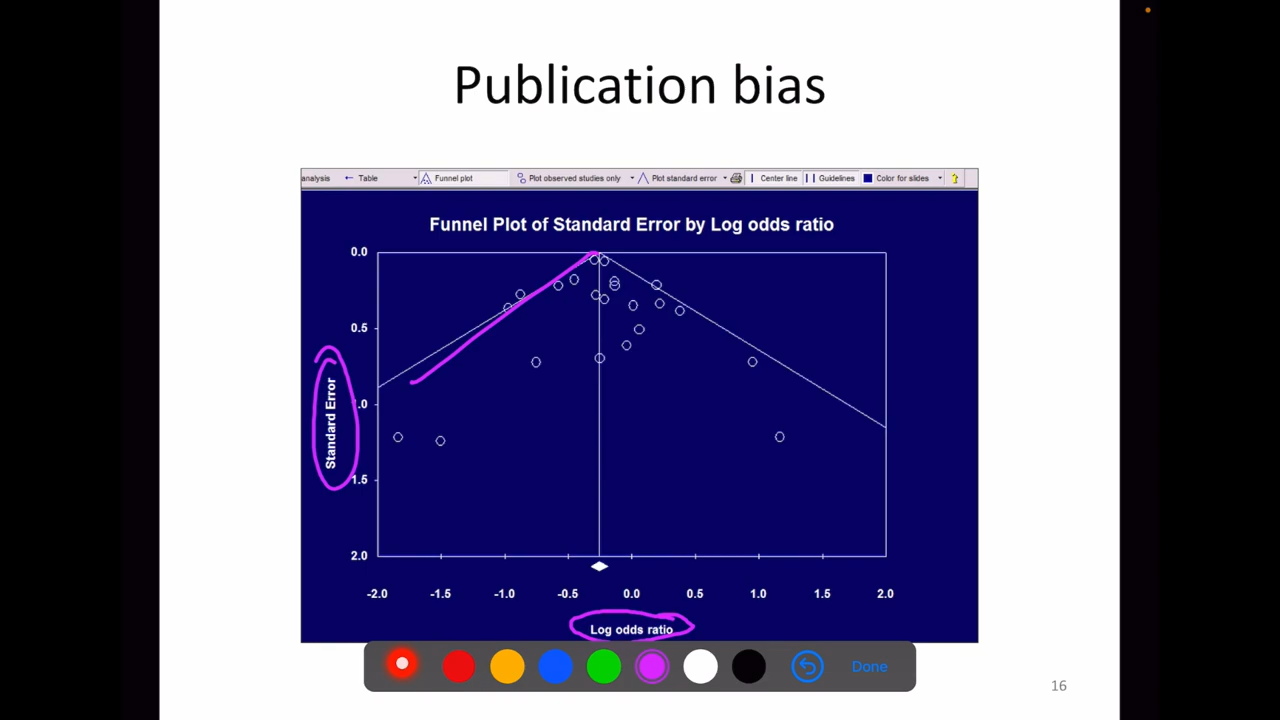 Publication bias
analysis ← Table Funnel plot Plot observed studies only Plot standard error Center line Guidelines Color for slides
Funnel Plot of Standard Error by Log odds ratio
0.0
0.5
1.0
1.5
2.0
Standard Error
-2.0 -1.5 -1.0 -0.5 0.0 0.5 1.0 1.5 2.0
Log odds ratio
Done
16